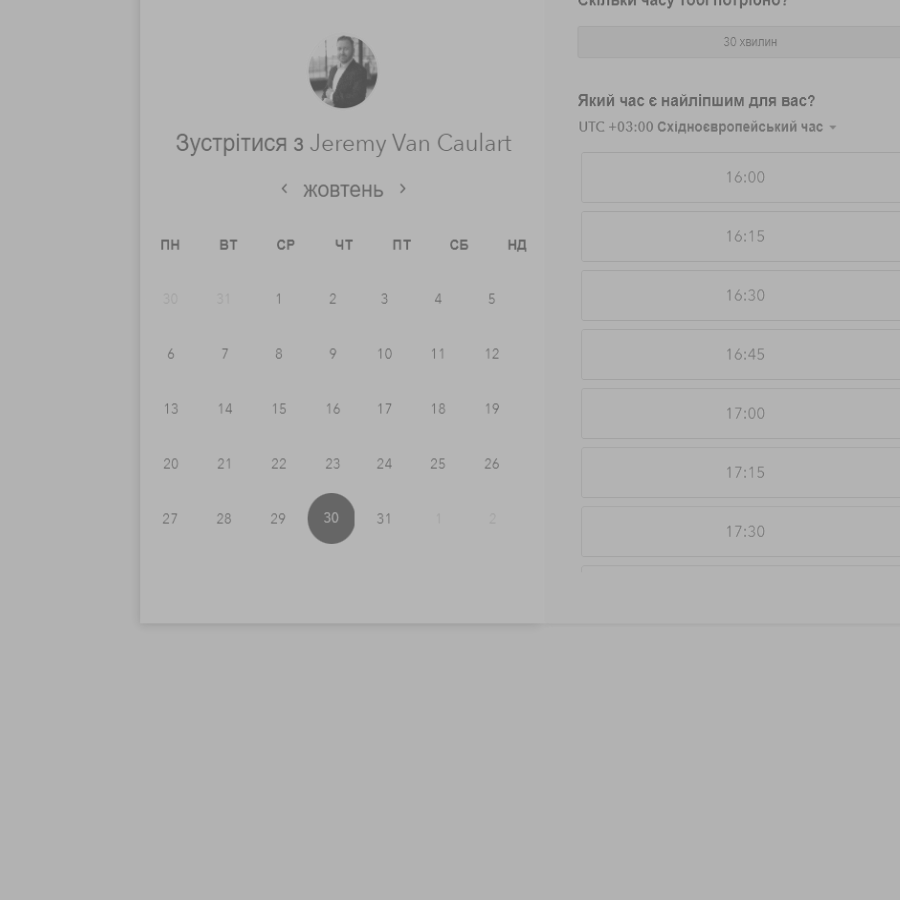 Скільки часу тобі потрібно?
30 хвилин
Зустрітися з Jeremy Van Caulart
жовтень
ПН ВТ СР ЧТ ПТ СБ НД
30 31 1 2 3 4 5
6 7 8 9 10 11 12
13 14 15 16 17 18 19
20 21 22 23 24 25 26
27 28 29 30 31 1 2
Який час є найліпшим для вас?
UTC +03:00 Східноєвропейський час
16:00
16:15
16:30
16:45
17:00
17:15
17:30